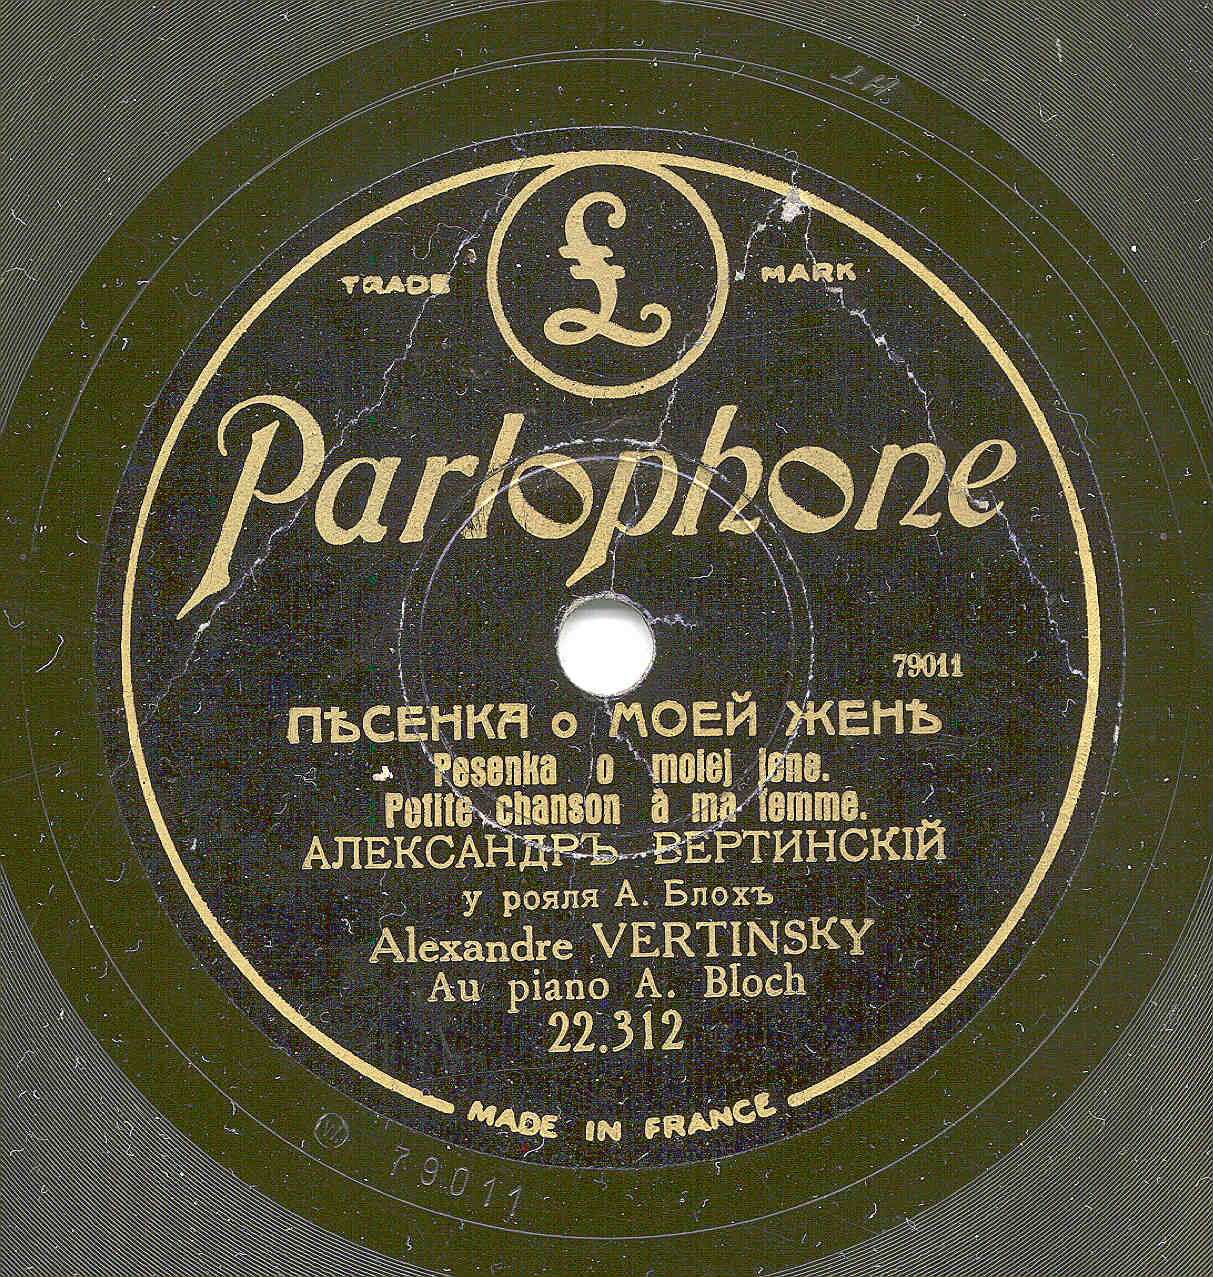 TRADE MARK
£
Parlophone
79011
ПѢСЕНКА о МОЕЙ ЖЕНѢ
Pesenka o moiej jene.
Petite chanson à ma femme.
АЛЕКСАНДРЪ ВЕРТИНСКІЙ
у рояля А. Блохъ
Alexandre VERTINSKY
Au piano A. Bloch
22.312
MADE IN FRANCE
79011